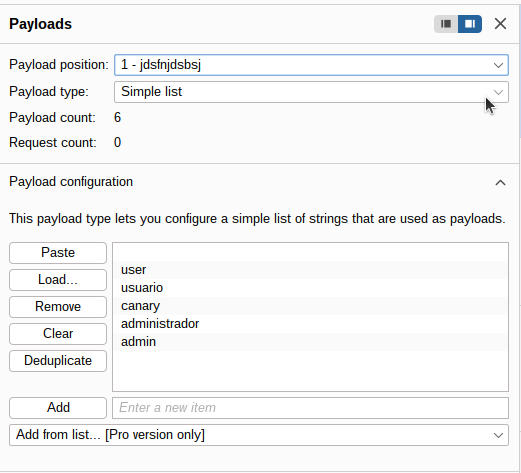 Payloads
Payload position: 1 - jdsfnjdsbsj
Payload type: Simple list
Payload count: 6
Request count: 0
Payload configuration
This payload type lets you configure a simple list of strings that are used as payloads.
Paste
Load...
Remove
Clear
Deduplicate
user
usuario
canary
administrador
admin
Add
Enter a new item
Add from list... [Pro version only]